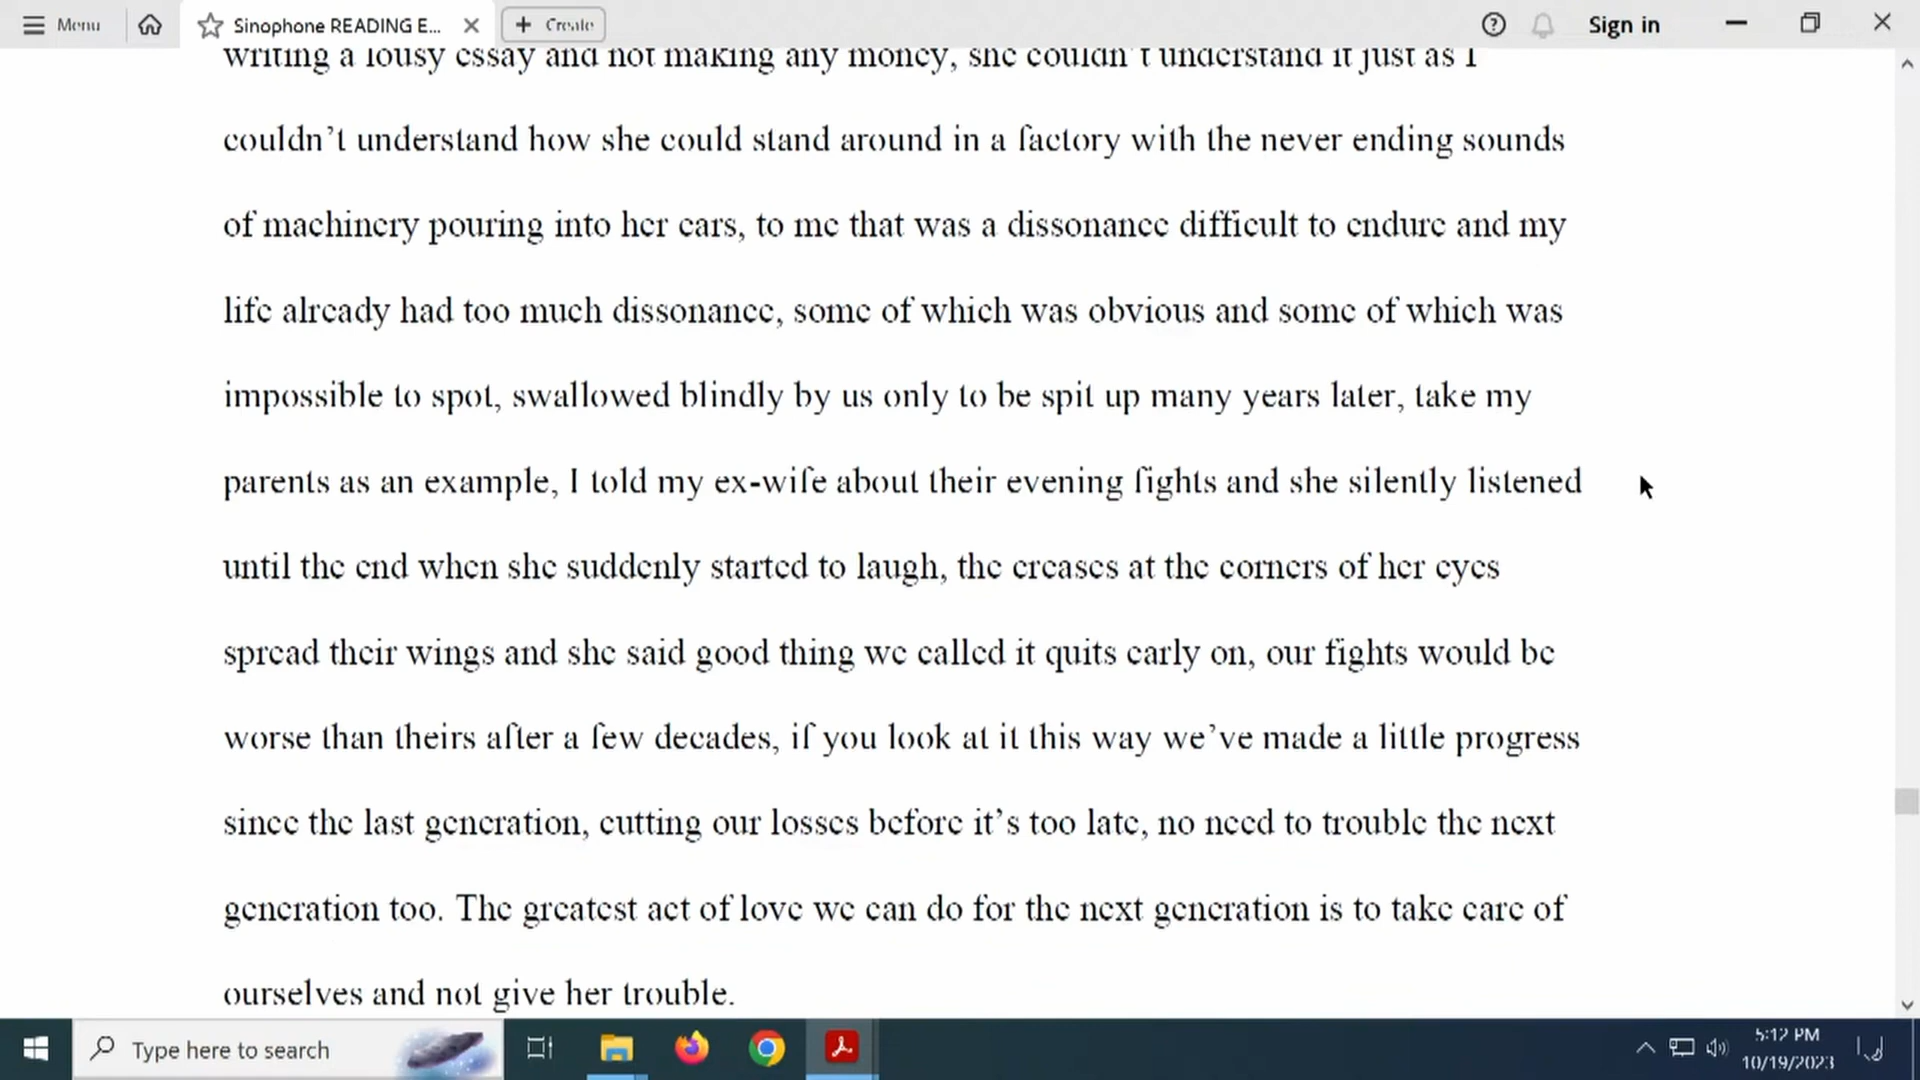 Menu
Sinophone READING E...
Create
Sign in
writing a lousy essay and not making any money, she couldn't understand it just as I
couldn't understand how she could stand around in a factory with the never ending sounds
of machinery pouring into her ears, to me that was a dissonance difficult to endure and my
life already had too much dissonance, some of which was obvious and some of which was
impossible to spot, swallowed blindly by us only to be spit up many years later, take my
parents as an example, I told my ex-wife about their evening fights and she silently listened
until the end when she suddenly started to laugh, the creases at the corners of her eyes
spread their wings and she said good thing we called it quits early on, our fights would be
worse than theirs after a few decades, if you look at it this way we've made a little progress
since the last generation, cutting our losses before it's too late, no need to trouble the next
generation too. The greatest act of love we can do for the next generation is to take care of
ourselves and not give her trouble.
Type here to search
5:12 PM
10/19/2023